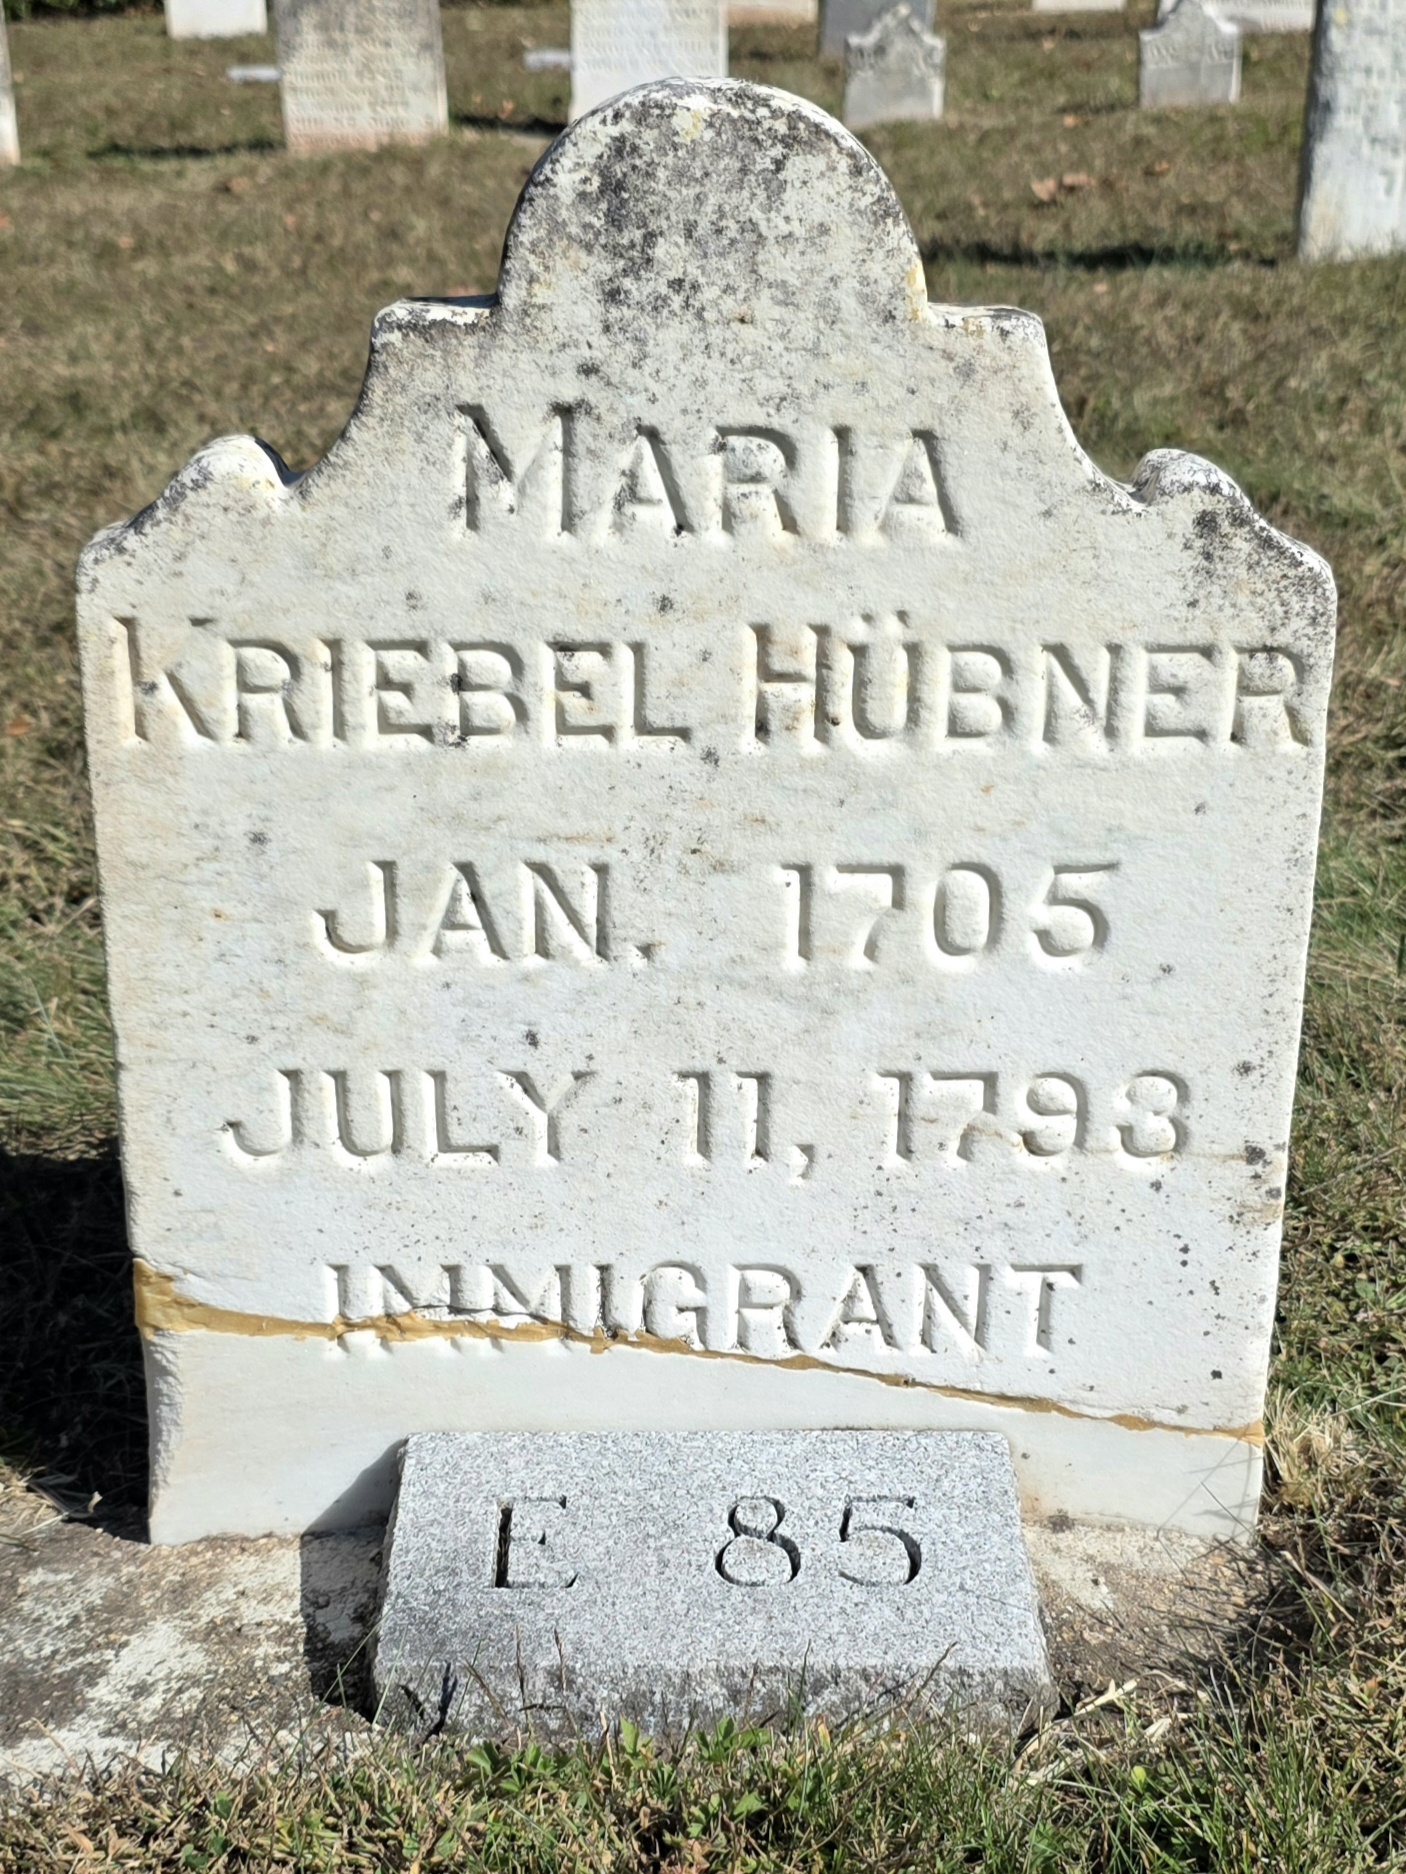 MARIA
KRIEBEL HÜBNER
JAN. 1705
JULY 11, 1793
IMMIGRANT
E 85